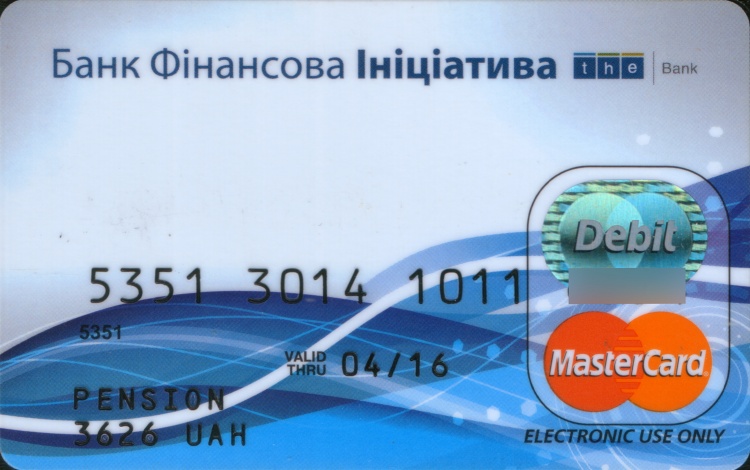 Банк Фінансова Ініціатива the Bank
Debit
5351 3014 1011
5351
VALID THRU 04/16
MasterCard
PENSION
3626 UAH
ELECTRONIC USE ONLY